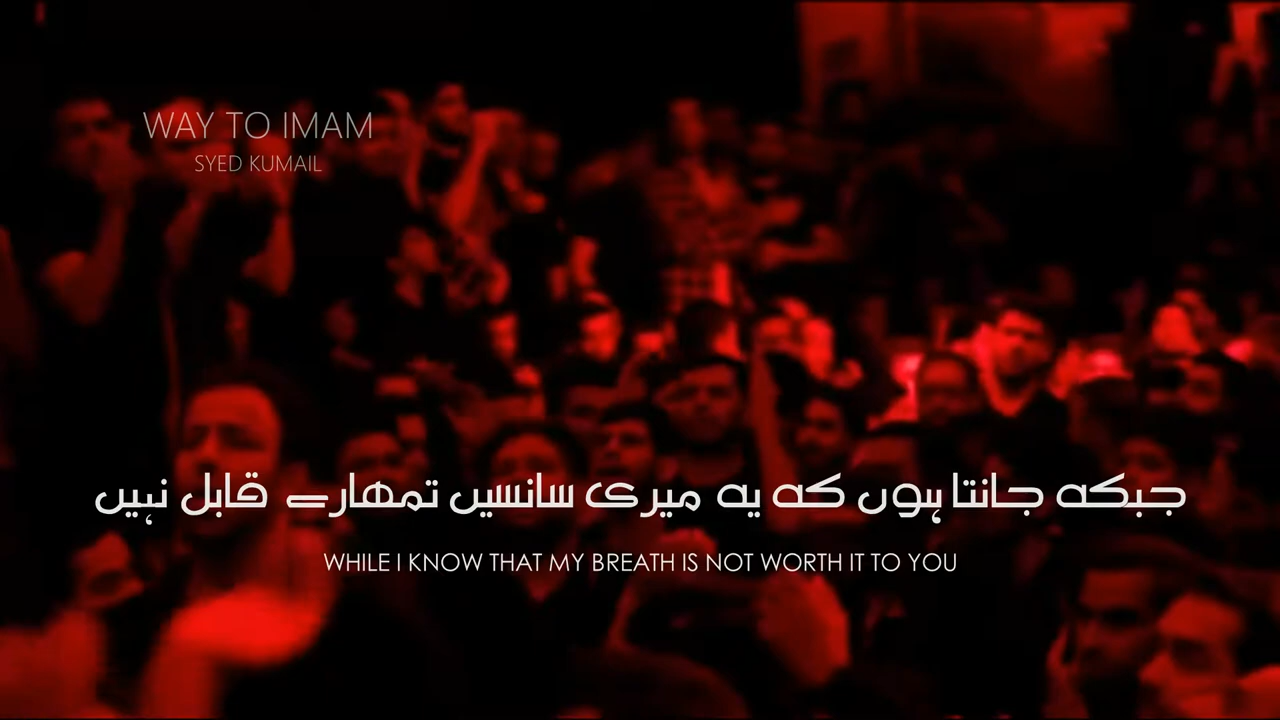 WAY TO IMAM
SYED KUMAIL
جبکہ جانتا ہوں کہ یہ میری سانسیں تمھارے قابل نہیں
WHILE I KNOW THAT MY BREATH IS NOT WORTH IT TO YOU